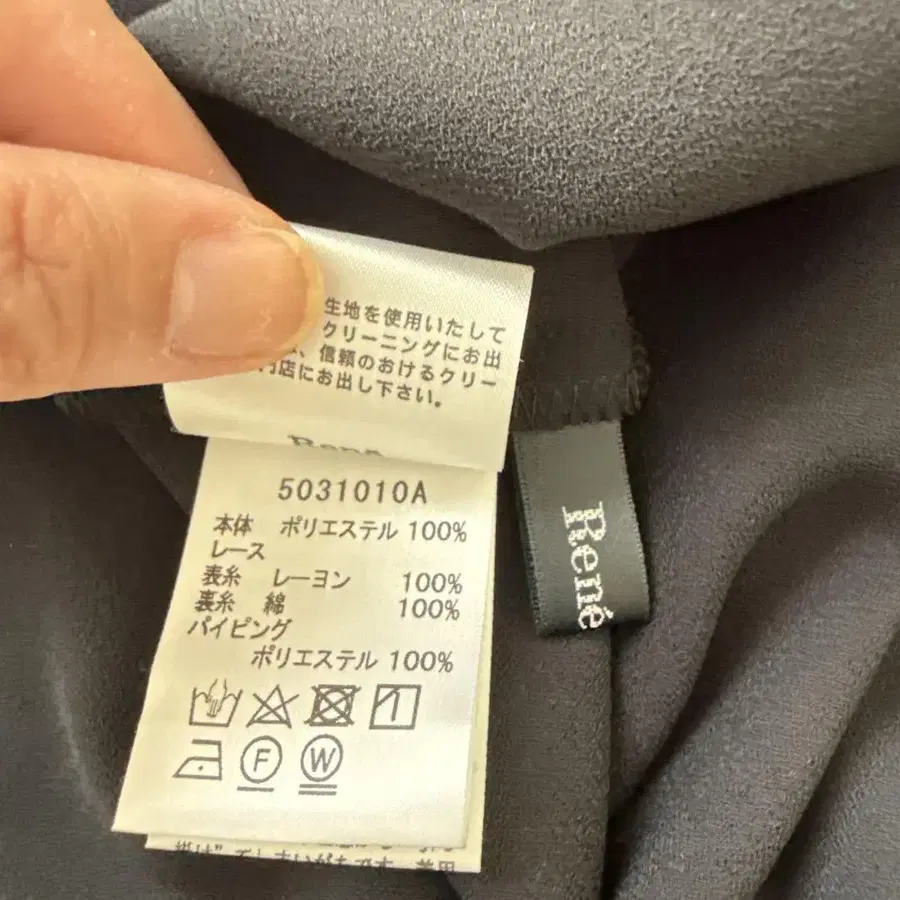 生地を使用いたして
クリーニングにお出
、信頼のおけるクリー
門店にお出し下さい。
René
5031010A
本体 ポリエステル 100%
レース
表糸 レーヨン 100%
裏糸 綿 100%
パイピング
ポリエステル 100%
F W
René